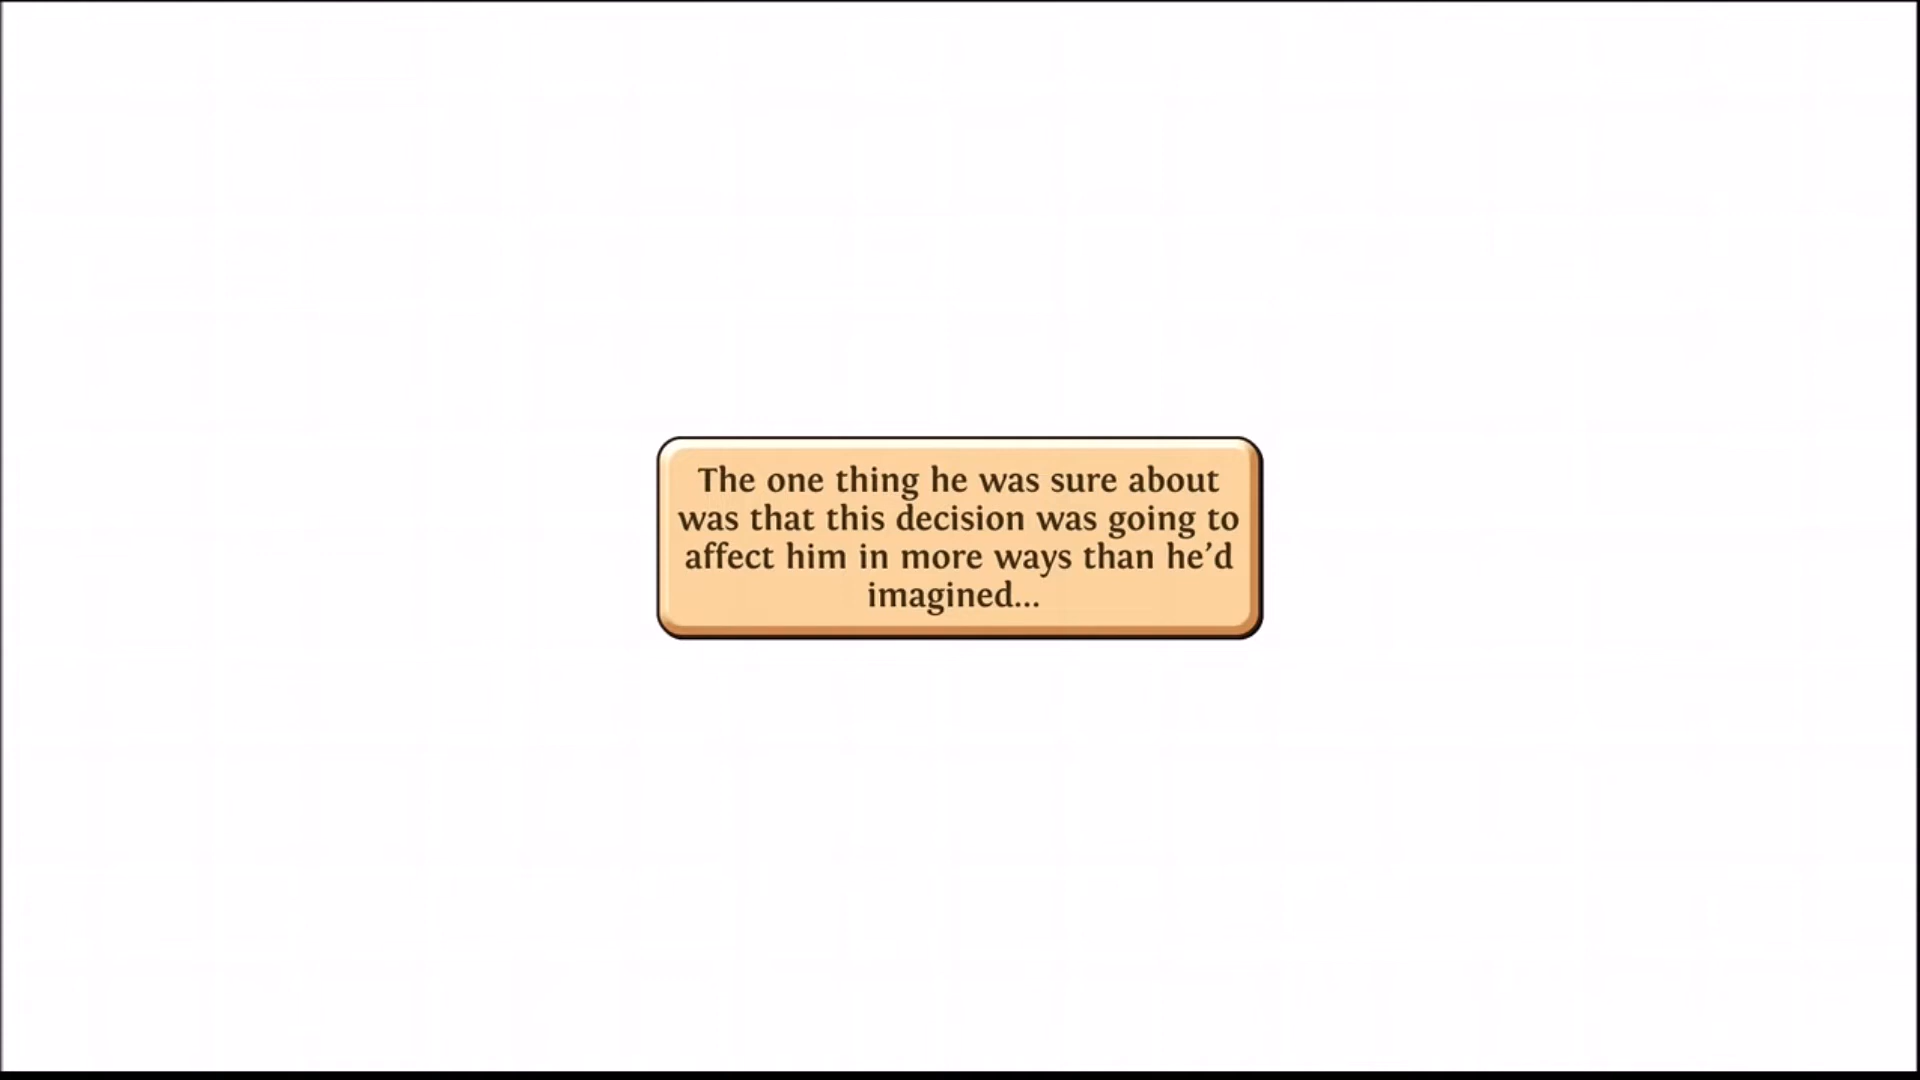 The one thing he was sure about
was that this decision was going to
affect him in more ways than he’d
imagined...